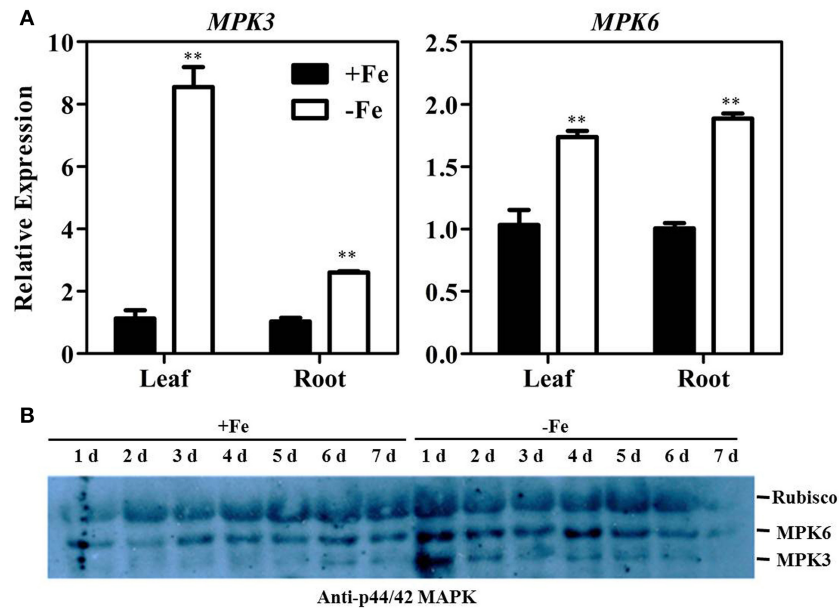 A
MPK3
MPK6
Relative Expression
10
8
6
4
2
0
+Fe
-Fe
**
**
Leaf
Root
2.5
2.0
1.5
1.0
0.5
0.0
**
**
Leaf
Root
B
+Fe
-Fe
1 d 2 d 3 d 4 d 5 d 6 d 7 d 1 d 2 d 3 d 4 d 5 d 6 d 7 d
Rubisco
MPK6
MPK3
Anti-p44/42 MAPK